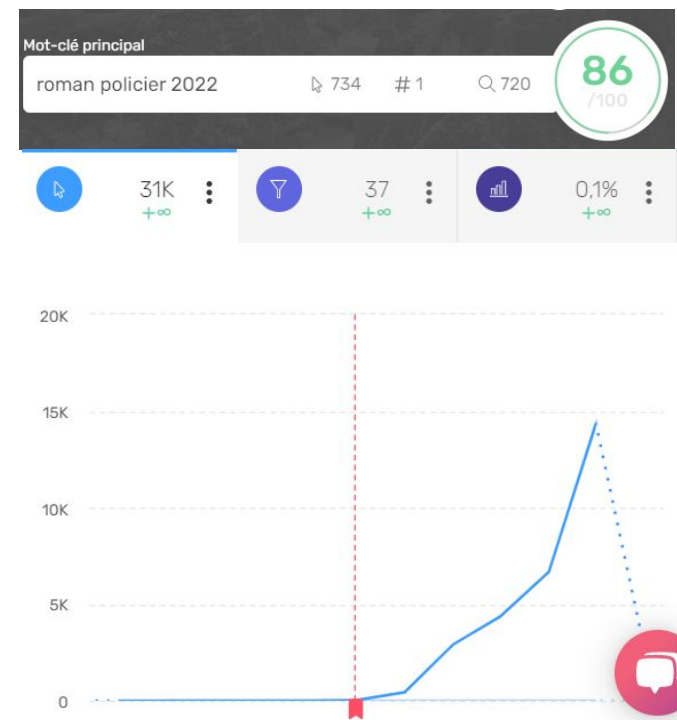 Mot-clé principal
roman policier 2022 734 # 1 720
86
/100
31K 37 0,1%
+∞ +∞ +∞
20K
15K
10K
5K
0